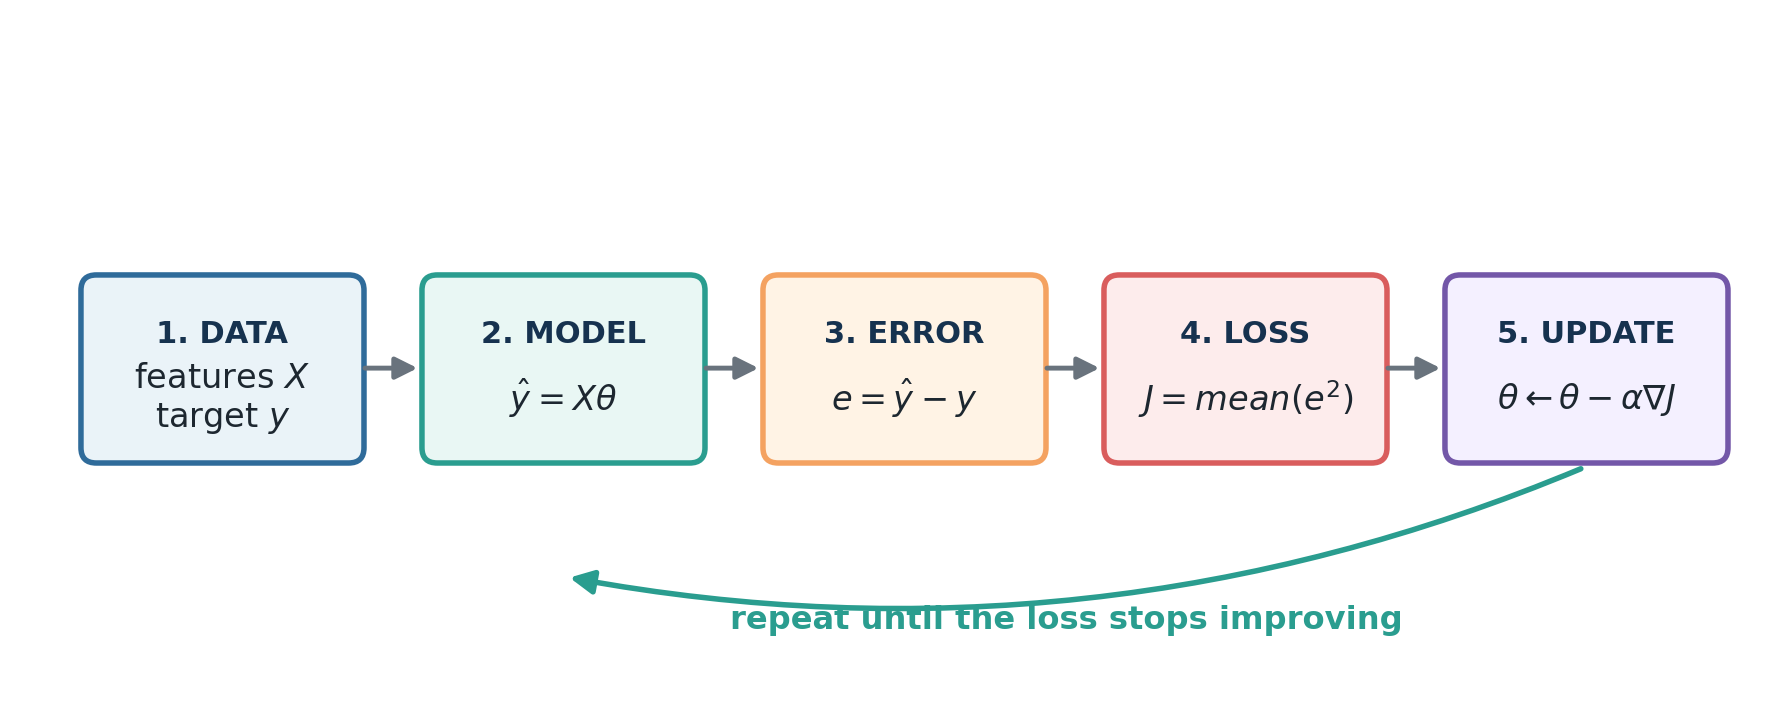 1. DATA
features X
target y
2. MODEL
ŷ = Xθ
3. ERROR
e = ŷ − y
4. LOSS
J = mean(e²)
5. UPDATE
θ ← θ − α∇J
repeat until the loss stops improving